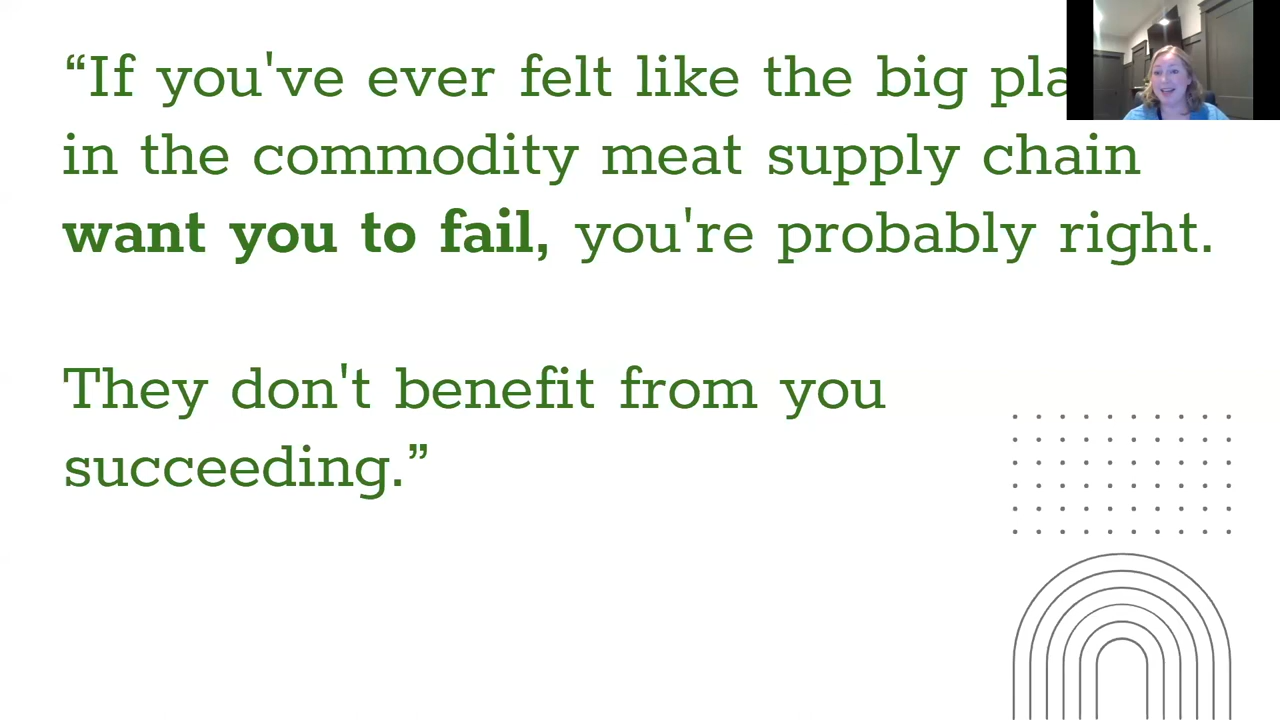 “If you've ever felt like the big
in the commodity meat supply chain
want you to fail, you're probably right.
They don't benefit from you
succeeding.”